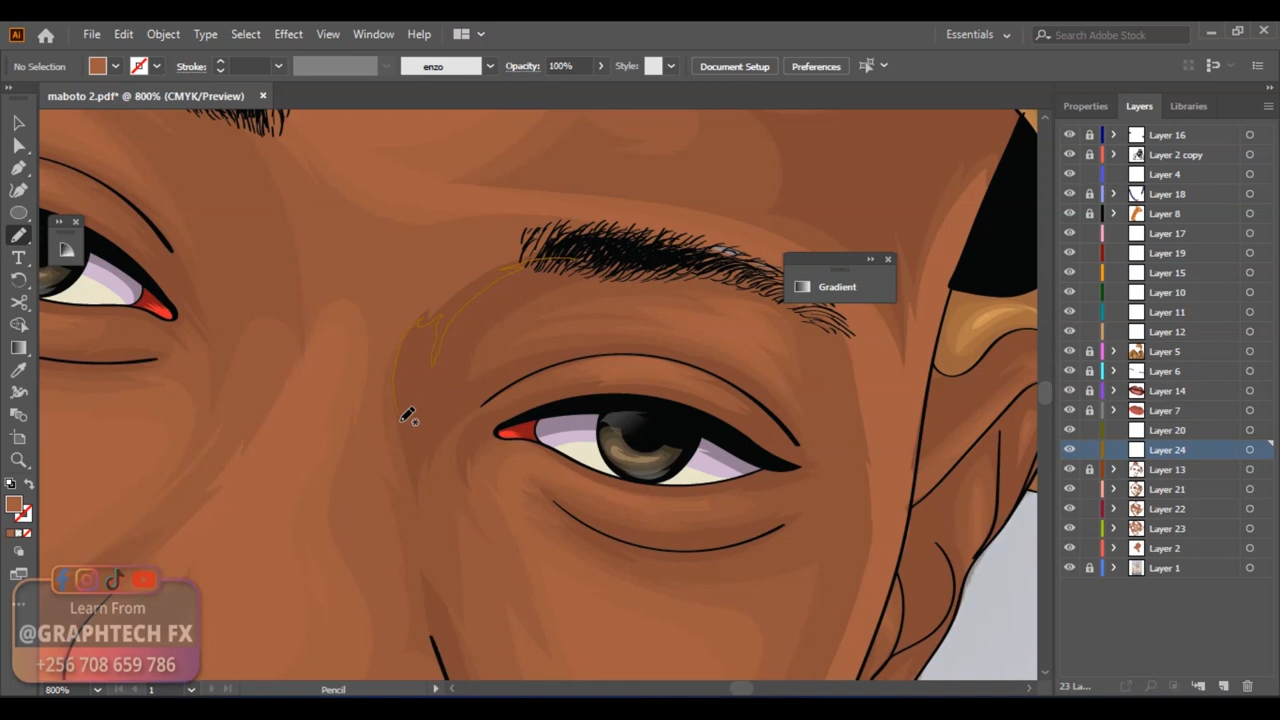 Ai
File Edit Object Type Select Effect View Window Help
Essentials
Search Adobe Stock
No Selection
Stroke:
enzo
Opacity: 100%
Style:
Document Setup
Preferences
maboto 2.pdf* @ 800% (CMYK/Preview)
Properties
Layers
Libraries
Layer 16
Layer 2 copy
Layer 4
Layer 18
Layer 8
Layer 17
Layer 19
Layer 15
Layer 10
Layer 11
Layer 12
Layer 5
Layer 6
Layer 14
Layer 7
Layer 20
Layer 24
Layer 13
Layer 21
Layer 22
Layer 23
Layer 2
Layer 1
Gradient
Learn From
@GRAPHTECH FX
+256 708 659 786
800%
1
Pencil
23 La...